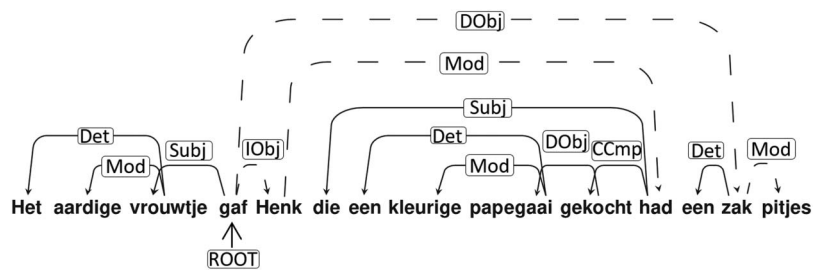 DObj
Mod
Subj
Det Subj IObj Det DObj CCmp Det Mod
Mod Mod
Het aardige vrouwtje gaf Henk die een kleurige papegaai gekocht had een zak pitjes
ROOT